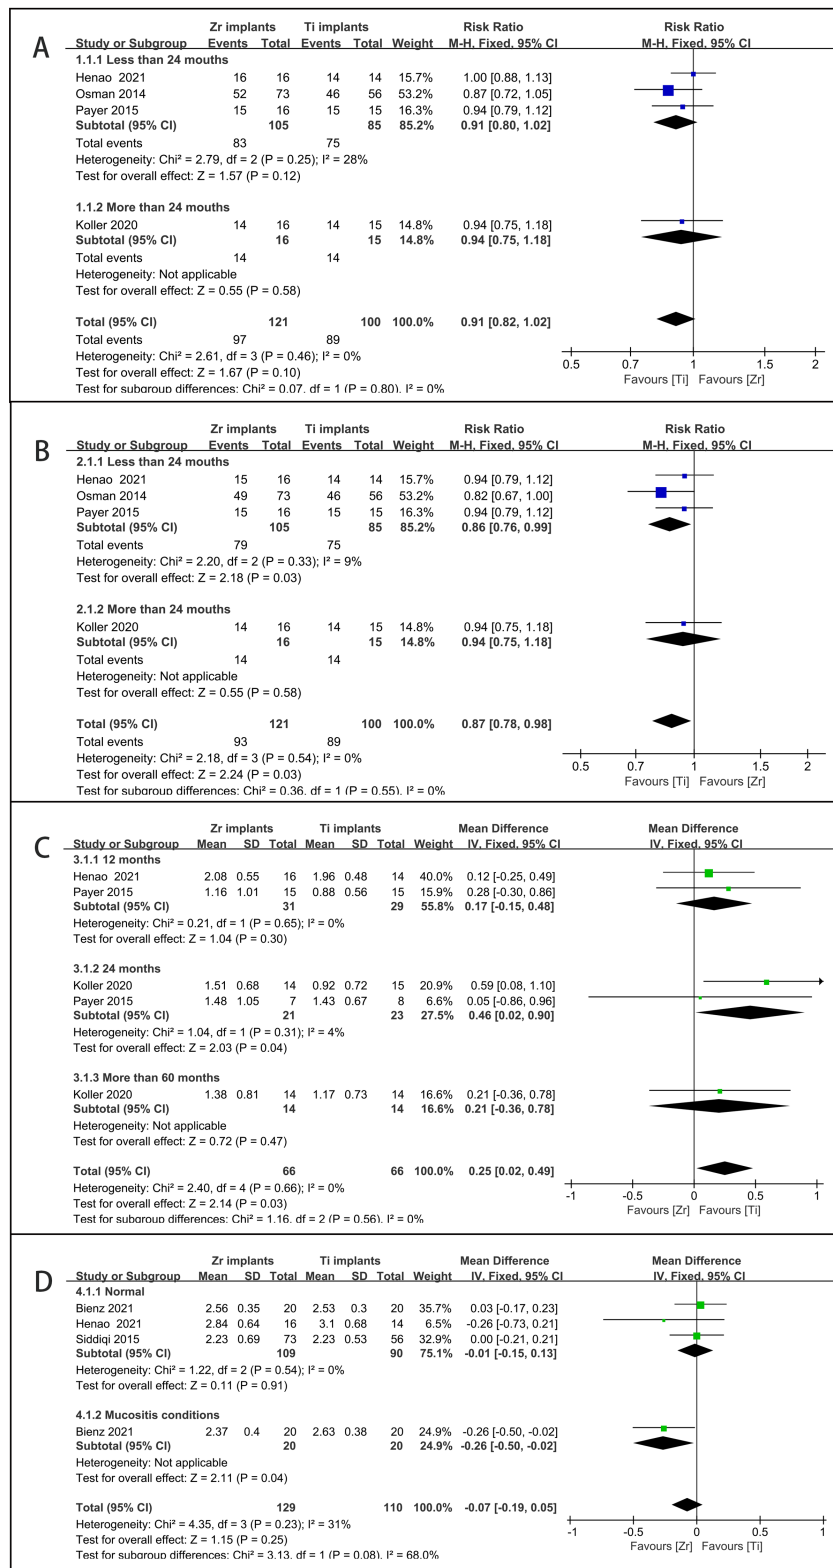 A
Zr implants Ti implants Risk Ratio Risk Ratio
Study or Subgroup Events Total Events Total Weight M-H, Fixed, 95% CI M-H, Fixed, 95% CI
1.1.1 Less than 24 mouths
Henao 2021 16 16 14 14 15.7% 1.00 [0.88, 1.13]
Osman 2014 52 73 46 56 53.2% 0.87 [0.72, 1.05]
Payer 2015 15 16 15 15 16.3% 0.94 [0.79, 1.12]
Subtotal (95% CI) 105 85 85.2% 0.91 [0.80, 1.02]
Total events 83 75
Heterogeneity: Chi² = 2.79, df = 2 (P = 0.25); I² = 28%
Test for overall effect: Z = 1.57 (P = 0.12)
1.1.2 More than 24 mouths
Koller 2020 14 16 14 15 14.8% 0.94 [0.75, 1.18]
Subtotal (95% CI) 16 15 14.8% 0.94 [0.75, 1.18]
Total events 14 14
Heterogeneity: Not applicable
Test for overall effect: Z = 0.55 (P = 0.58)
Total (95% CI) 121 100 100.0% 0.91 [0.82, 1.02]
Total events 97 89
Heterogeneity: Chi² = 2.61, df = 3 (P = 0.46); I² = 0%
Test for overall effect: Z = 1.67 (P = 0.10)
Test for subgroup differences: Chi² = 0.07, df = 1 (P = 0.80), I² = 0%
0.5 0.7 1 1.5 2
Favours [Ti] Favours [Zr]
B
Zr implants Ti implants Risk Ratio Risk Ratio
Study or Subgroup Events Total Events Total Weight M-H, Fixed, 95% CI M-H, Fixed, 95% CI
2.1.1 Less than 24 mouths
Henao 2021 15 16 14 14 15.7% 0.94 [0.79, 1.12]
Osman 2014 49 73 46 56 53.2% 0.82 [0.67, 1.00]
Payer 2015 15 16 15 15 16.3% 0.94 [0.79, 1.12]
Subtotal (95% CI) 105 85 85.2% 0.86 [0.76, 0.99]
Total events 79 75
Heterogeneity: Chi² = 2.20, df = 2 (P = 0.33); I² = 9%
Test for overall effect: Z = 2.18 (P = 0.03)
2.1.2 More than 24 mouths
Koller 2020 14 16 14 15 14.8% 0.94 [0.75, 1.18]
Subtotal (95% CI) 16 15 14.8% 0.94 [0.75, 1.18]
Total events 14 14
Heterogeneity: Not applicable
Test for overall effect: Z = 0.55 (P = 0.58)
Total (95% CI) 121 100 100.0% 0.87 [0.78, 0.98]
Total events 93 89
Heterogeneity: Chi² = 2.18, df = 3 (P = 0.54); I² = 0%
Test for overall effect: Z = 2.24 (P = 0.03)
Test for subgroup differences: Chi² = 0.36, df = 1 (P = 0.55), I² = 0%
0.5 0.7 1 1.5 2
Favours [Ti] Favours [Zr]
C
Zr implants Ti implants Mean Difference Mean Difference
Study or Subgroup Mean SD Total Mean SD Total Weight IV, Fixed, 95% CI IV, Fixed, 95% CI
3.1.1 12 months
Henao 2021 2.08 0.55 16 1.96 0.48 14 40.0% 0.12 [-0.25, 0.49]
Payer 2015 1.16 1.01 15 0.88 0.56 15 15.9% 0.28 [-0.30, 0.86]
Subtotal (95% CI) 31 29 55.8% 0.17 [-0.15, 0.48]
Heterogeneity: Chi² = 0.21, df = 1 (P = 0.65); I² = 0%
Test for overall effect: Z = 1.04 (P = 0.30)
3.1.2 24 months
Koller 2020 1.51 0.68 14 0.92 0.72 15 20.9% 0.59 [0.08, 1.10]
Payer 2015 1.48 1.05 7 1.43 0.67 8 6.6% 0.05 [-0.86, 0.96]
Subtotal (95% CI) 21 23 27.5% 0.46 [0.02, 0.90]
Heterogeneity: Chi² = 1.04, df = 1 (P = 0.31); I² = 4%
Test for overall effect: Z = 2.03 (P = 0.04)
3.1.3 More than 60 months
Koller 2020 1.38 0.81 14 1.17 0.73 14 16.6% 0.21 [-0.36, 0.78]
Subtotal (95% CI) 14 14 16.6% 0.21 [-0.36, 0.78]
Heterogeneity: Not applicable
Test for overall effect: Z = 0.72 (P = 0.47)
Total (95% CI) 66 66 100.0% 0.25 [0.02, 0.49]
Heterogeneity: Chi² = 2.40, df = 4 (P = 0.66); I² = 0%
Test for overall effect: Z = 2.14 (P = 0.03)
Test for subgroup differences: Chi² = 1.16, df = 2 (P = 0.56), I² = 0%
-1 -0.5 0 0.5 1
Favours [Zr] Favours [Ti]
D
Zr implants Ti implants Mean Difference Mean Difference
Study or Subgroup Mean SD Total Mean SD Total Weight IV, Fixed, 95% CI IV, Fixed, 95% CI
4.1.1 Normal
Bienz 2021 2.56 0.35 20 2.53 0.3 20 35.7% 0.03 [-0.17, 0.23]
Henao 2021 2.84 0.64 16 3.1 0.68 14 6.5% -0.26 [-0.73, 0.21]
Siddiqi 2015 2.23 0.69 73 2.23 0.53 56 32.9% 0.00 [-0.21, 0.21]
Subtotal (95% CI) 109 90 75.1% -0.01 [-0.15, 0.13]
Heterogeneity: Chi² = 1.22, df = 2 (P = 0.54); I² = 0%
Test for overall effect: Z = 0.11 (P = 0.91)
4.1.2 Mucositis conditions
Bienz 2021 2.37 0.4 20 2.63 0.38 20 24.9% -0.26 [-0.50, -0.02]
Subtotal (95% CI) 20 20 24.9% -0.26 [-0.50, -0.02]
Heterogeneity: Not applicable
Test for overall effect: Z = 2.11 (P = 0.04)
Total (95% CI) 129 110 100.0% -0.07 [-0.19, 0.05]
Heterogeneity: Chi² = 4.35, df = 3 (P = 0.23); I² = 31%
Test for overall effect: Z = 1.15 (P = 0.25)
Test for subgroup differences: Chi² = 3.13, df = 1 (P = 0.08), I² = 68.0%
-1 -0.5 0 0.5 1
Favours [Zr] Favours [Ti]